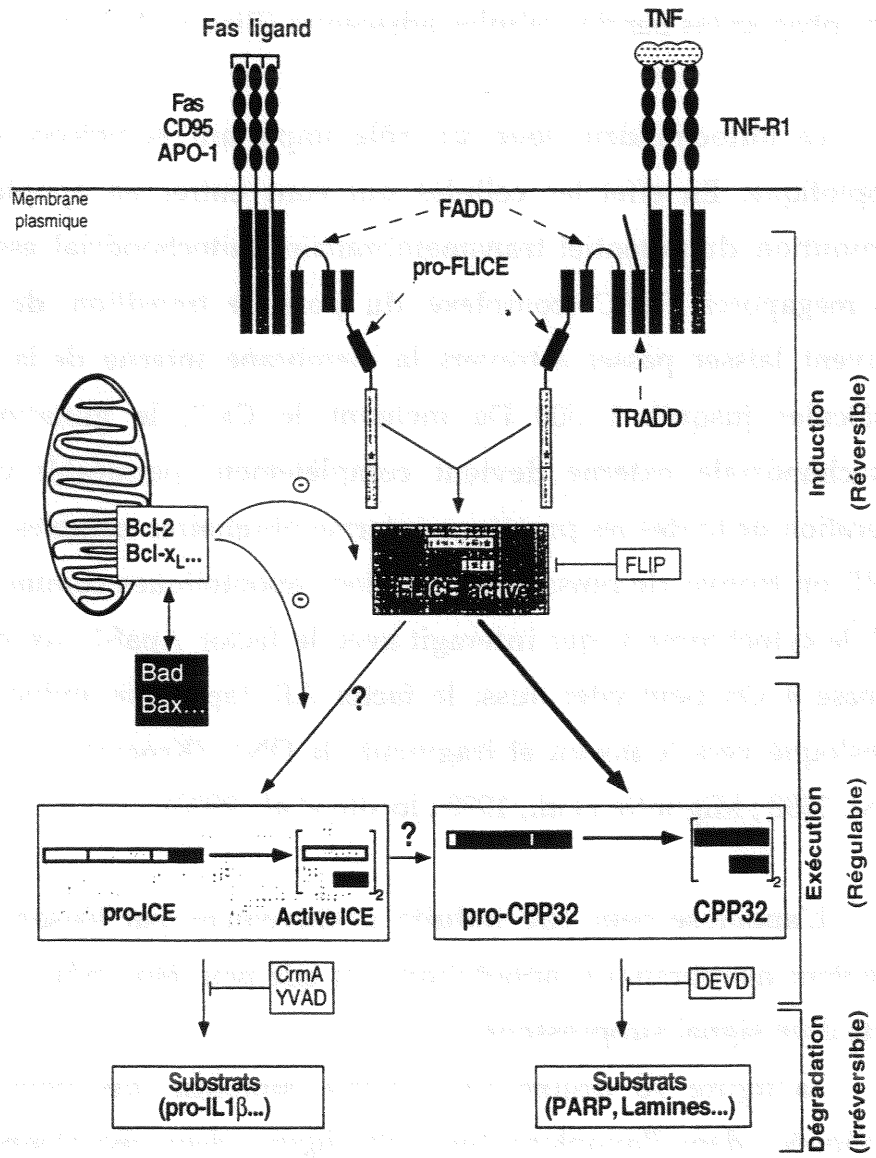 Fas ligand
TNF
Fas
CD95
APO-1
TNF-R1
Membrane
plasmique
FADD
pro-FLICE
TRADD
Bcl-2
Bcl-xL...
FLICE active
FLIP
Bad
Bax...
?
?
pro-ICE
Active ICE
2
pro-CPP32
CPP32
2
CrmA
YVAD
DEVD
Substrats
(pro-IL1β...)
Substrats
(PARP, Lamines...)
Induction
(Réversible)
Exécution
(Régulable)
Dégradation
(Irréversible)